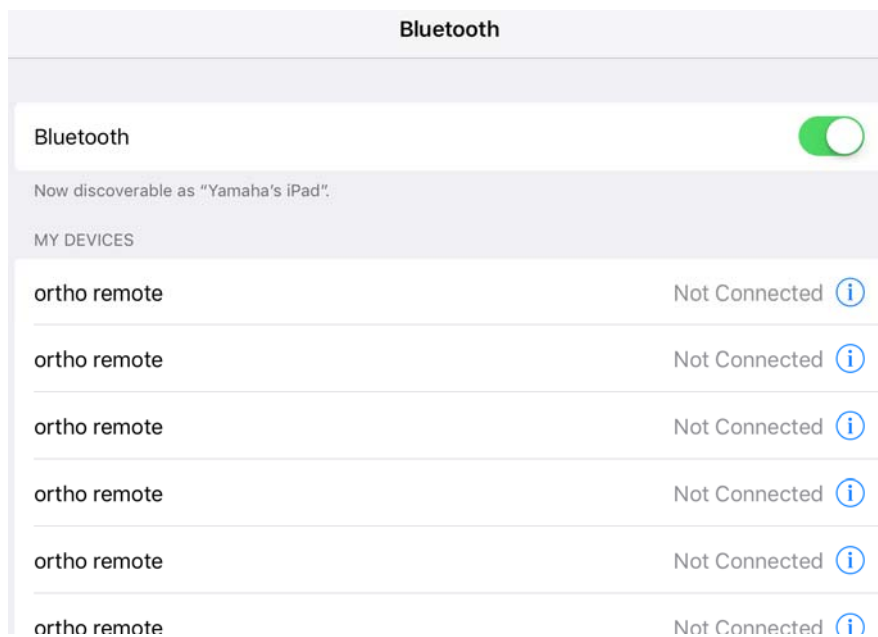 Bluetooth
Bluetooth
Now discoverable as “Yamaha’s iPad”.
MY DEVICES
ortho remote Not Connected
ortho remote Not Connected
ortho remote Not Connected
ortho remote Not Connected
ortho remote Not Connected
ortho remote Not Connected